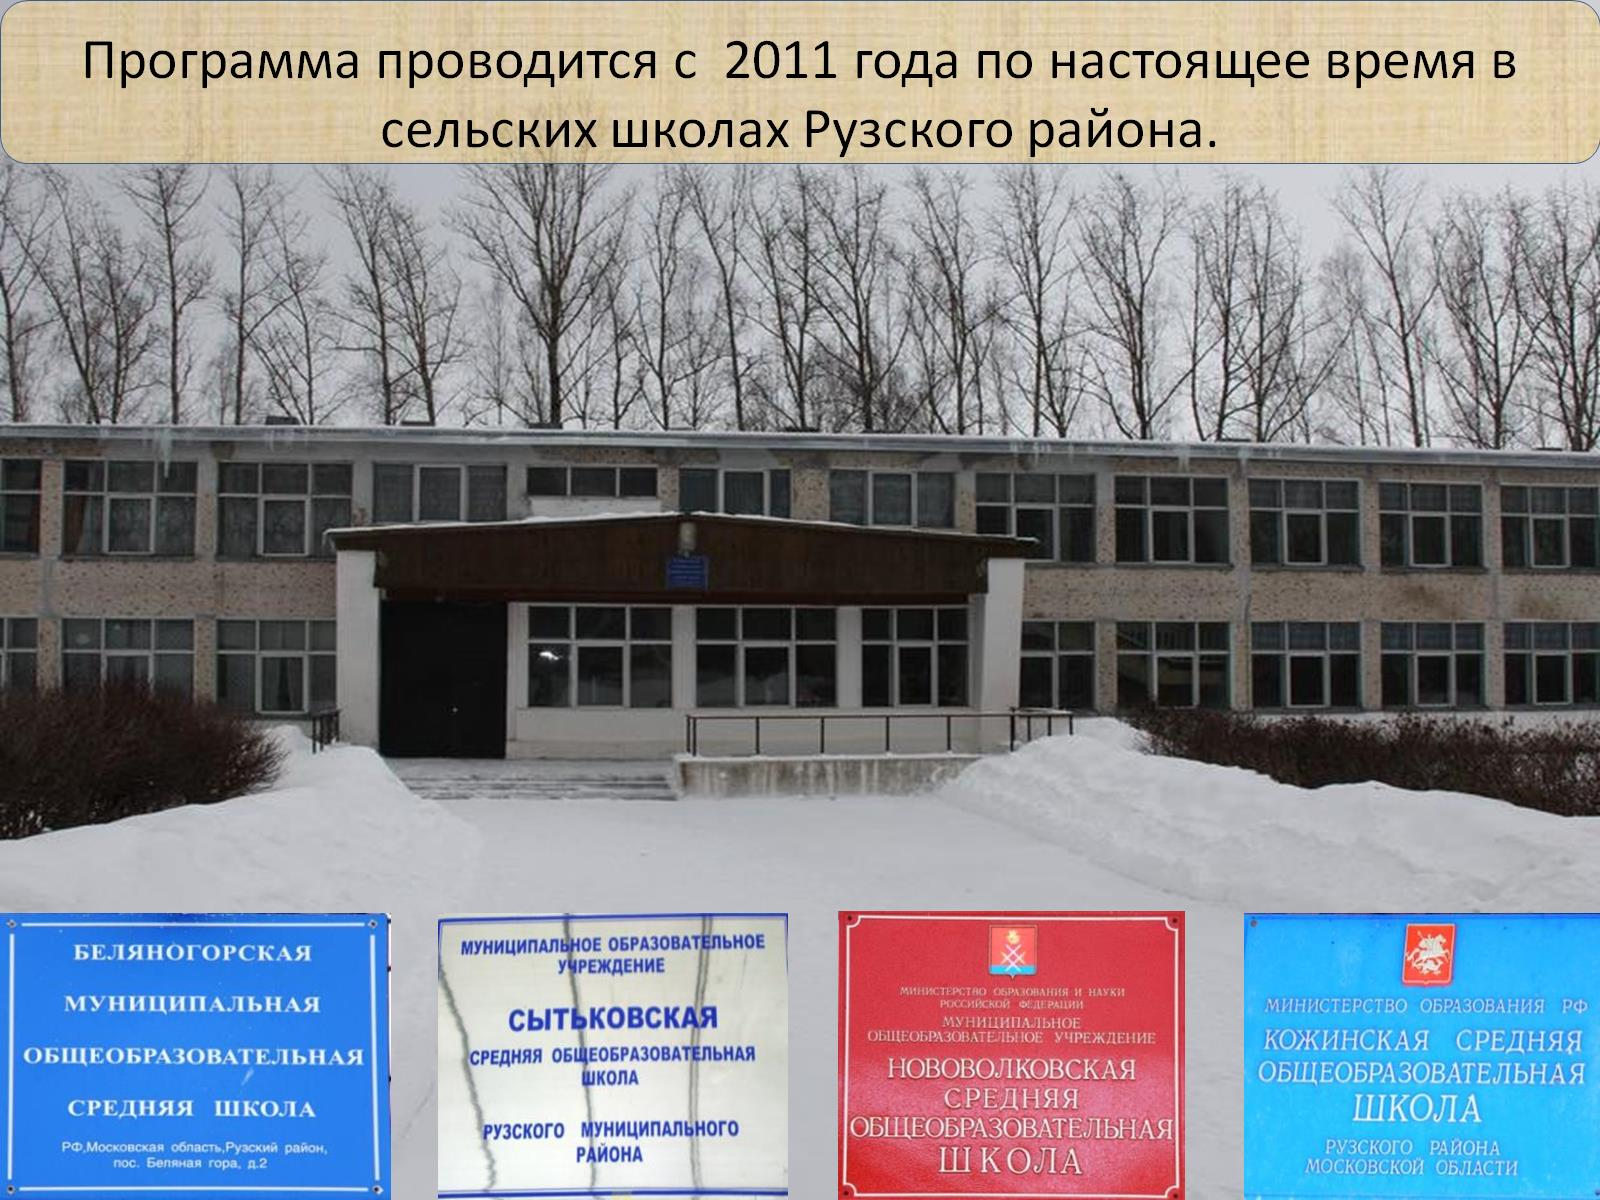 Программа проводится с 2011 года по настоящее время в
сельских школах Рузского района.
БЕЛЯНОГОРСКАЯ
МУНИЦИПАЛЬНАЯ
ОБЩЕОБРАЗОВАТЕЛЬНАЯ
СРЕДНЯЯ ШКОЛА
РФ,Московская область,Рузский район,
пос. Беляная гора, д.2
МУНИЦИПАЛЬНОЕ ОБРАЗОВАТЕЛЬНОЕ
УЧРЕЖДЕНИЕ
СЫТЬКОВСКАЯ
СРЕДНЯЯ ОБЩЕОБРАЗОВАТЕЛЬНАЯ
ШКОЛА
РУЗСКОГО МУНИЦИПАЛЬНОГО
РАЙОНА
МИНИСТЕРСТВО ОБРАЗОВАНИЯ И НАУКИ
РОССИЙСКОЙ ФЕДЕРАЦИИ
МУНИЦИПАЛЬНОЕ
ОБЩЕОБРАЗОВАТЕЛЬНОЕ УЧРЕЖДЕНИЕ
НОВОВОЛКОВСКАЯ
СРЕДНЯЯ
ОБЩЕОБРАЗОВАТЕЛЬНАЯ
ШКОЛА
МИНИСТЕРСТВО ОБРАЗОВАНИЯ РФ
КОЖИНСКАЯ СРЕДНЯЯ
ОБЩЕОБРАЗОВАТЕЛЬНАЯ
ШКОЛА
РУЗСКОГО РАЙОНА
МОСКОВСКОЙ ОБЛАСТИ